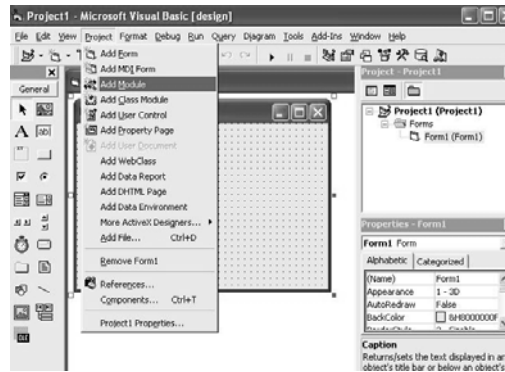 Project1 - Microsoft Visual Basic [design]
File Edit View Project Format Debug Run Query Diagram Tools Add-Ins Window Help
General
Add Form
Add MDI Form
Add Module
Add Class Module
Add User Control
Add Property Page
Add User Document
Add WebClass
Add Data Report
Add DHTML Page
Add Data Environment
More ActiveX Designers...
Add File... Ctrl+D
Remove Form1
References...
Components... Ctrl+T
Project1 Properties...
Project - Project1
Project1 (Project1)
Forms
Form1 (Form1)
Properties - Form1
Form1 Form
Alphabetic Categorized
(Name) Form1
Appearance 1 - 3D
AutoRedraw False
BackColor &H8000000F
Caption
Returns/sets the text displayed in an
object's title bar or below an object's